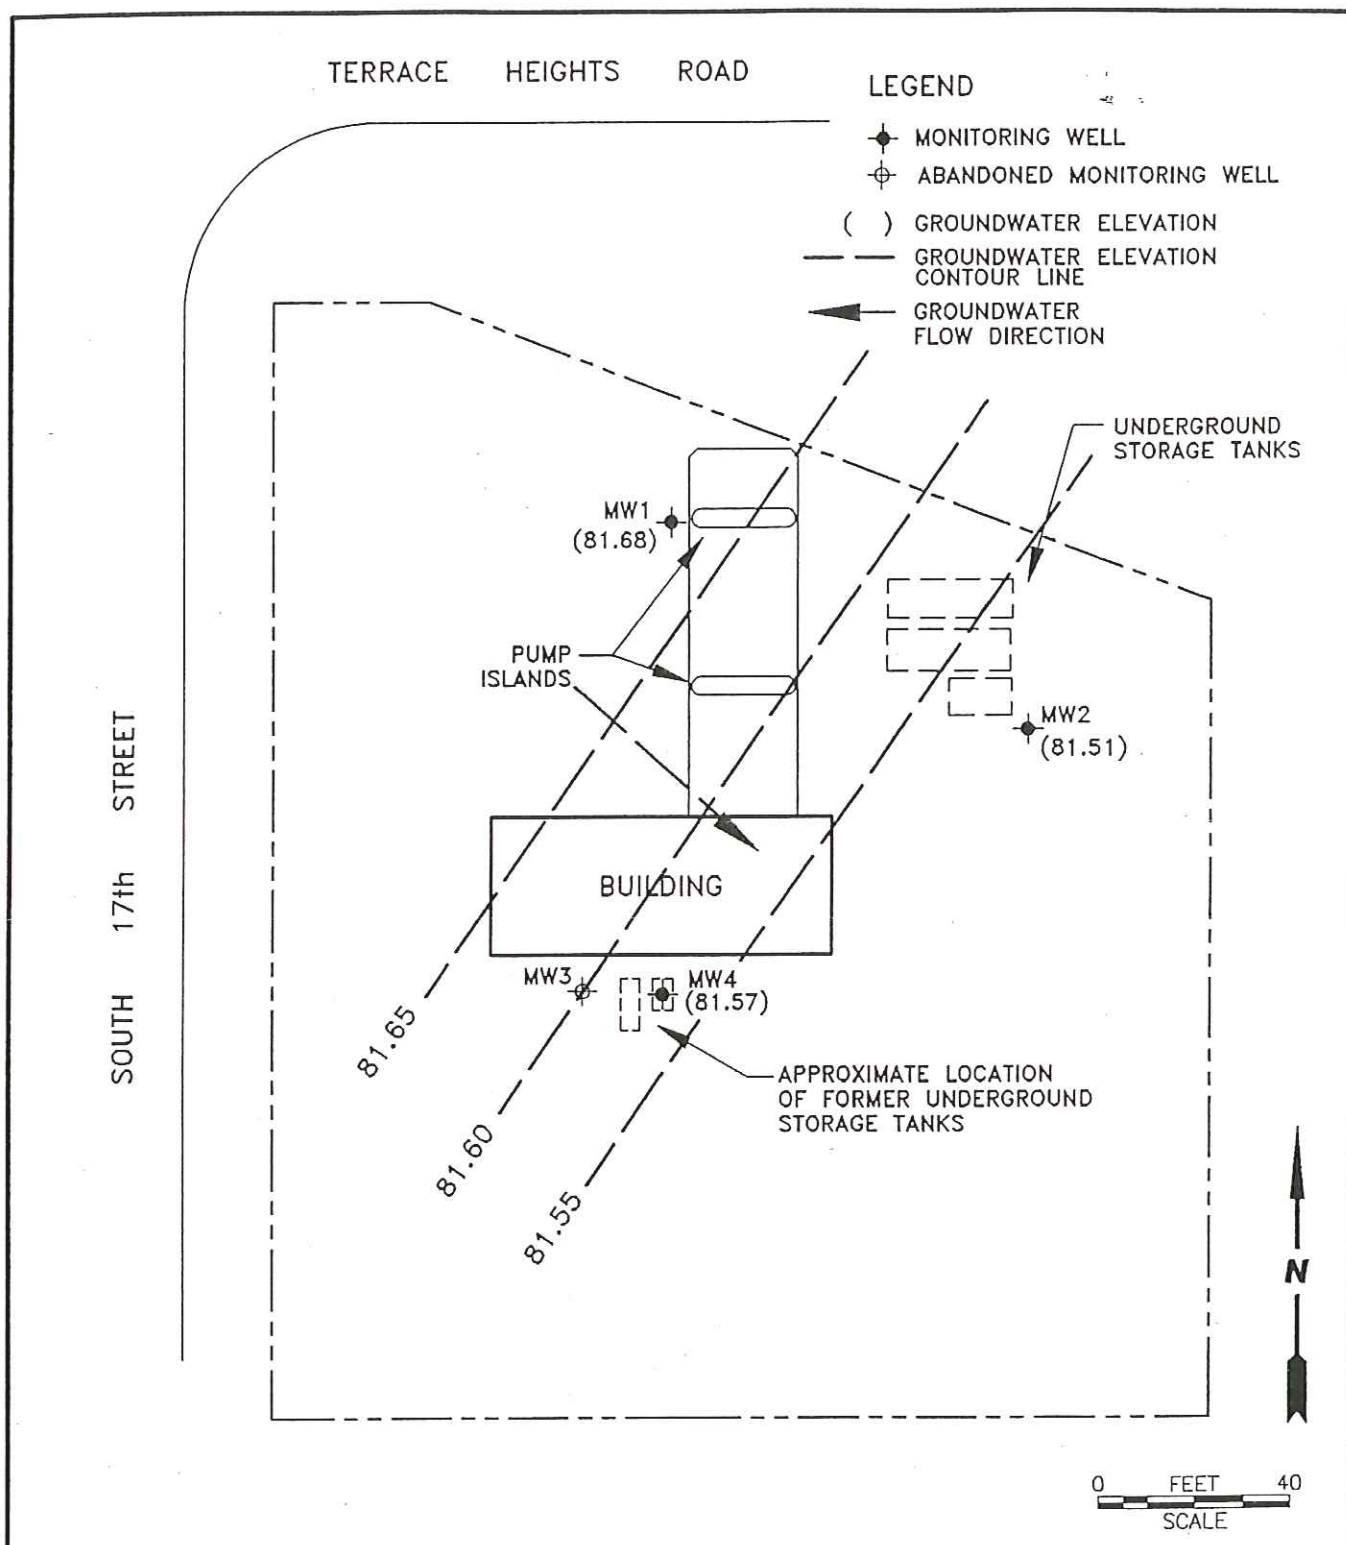 TERRACE HEIGHTS ROAD
LEGEND
MONITORING WELL
ABANDONED MONITORING WELL
( ) GROUNDWATER ELEVATION
GROUNDWATER ELEVATION
CONTOUR LINE
GROUNDWATER
FLOW DIRECTION
UNDERGROUND
STORAGE TANKS
MW1
(81.68)
PUMP
ISLANDS
MW2
(81.51)
SOUTH 17th STREET
BUILDING
MW3
MW4
(81.57)
81.65
81.60
81.55
APPROXIMATE LOCATION
OF FORMER UNDERGROUND
STORAGE TANKS
N
0 FEET 40
SCALE